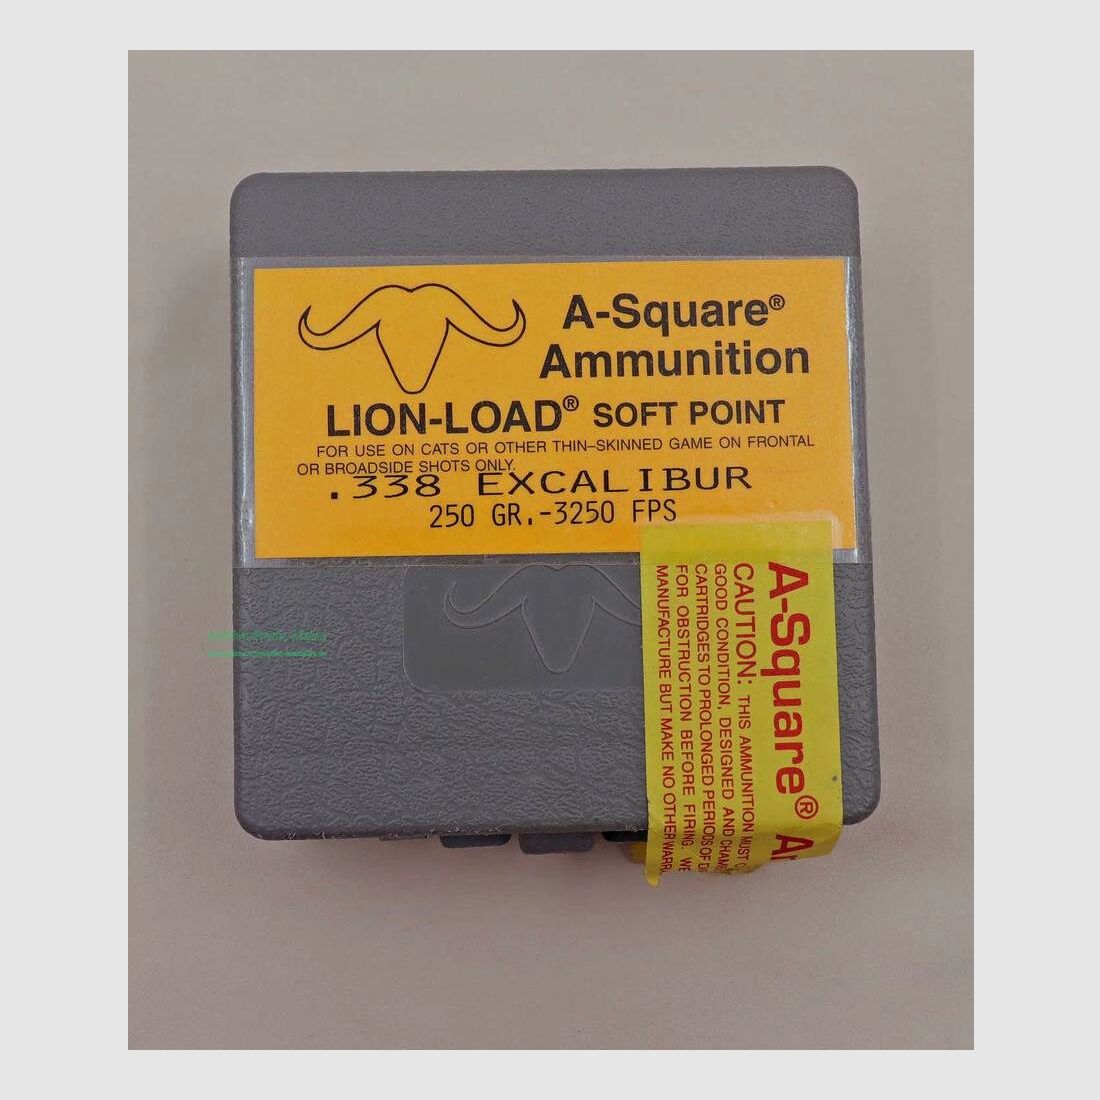 A-Square®
Ammunition
LION-LOAD® SOFT POINT
FOR USE ON CATS OR OTHER THIN–SKINNED GAME ON FRONTAL
OR BROADSIDE SHOTS ONLY.
.338 EXCALIBUR
250 GR.-3250 FPS
A-Square®
CAUTION: THIS AMMUNITION MUST
GOOD CONDITION, DESIGNED AND
CARTRIDGES TO PROLONGED PERIODS OF
FOR OBSTRUCTION BEFORE FIRING. WE
MANUFACTURE BUT MAKE NO OTHER